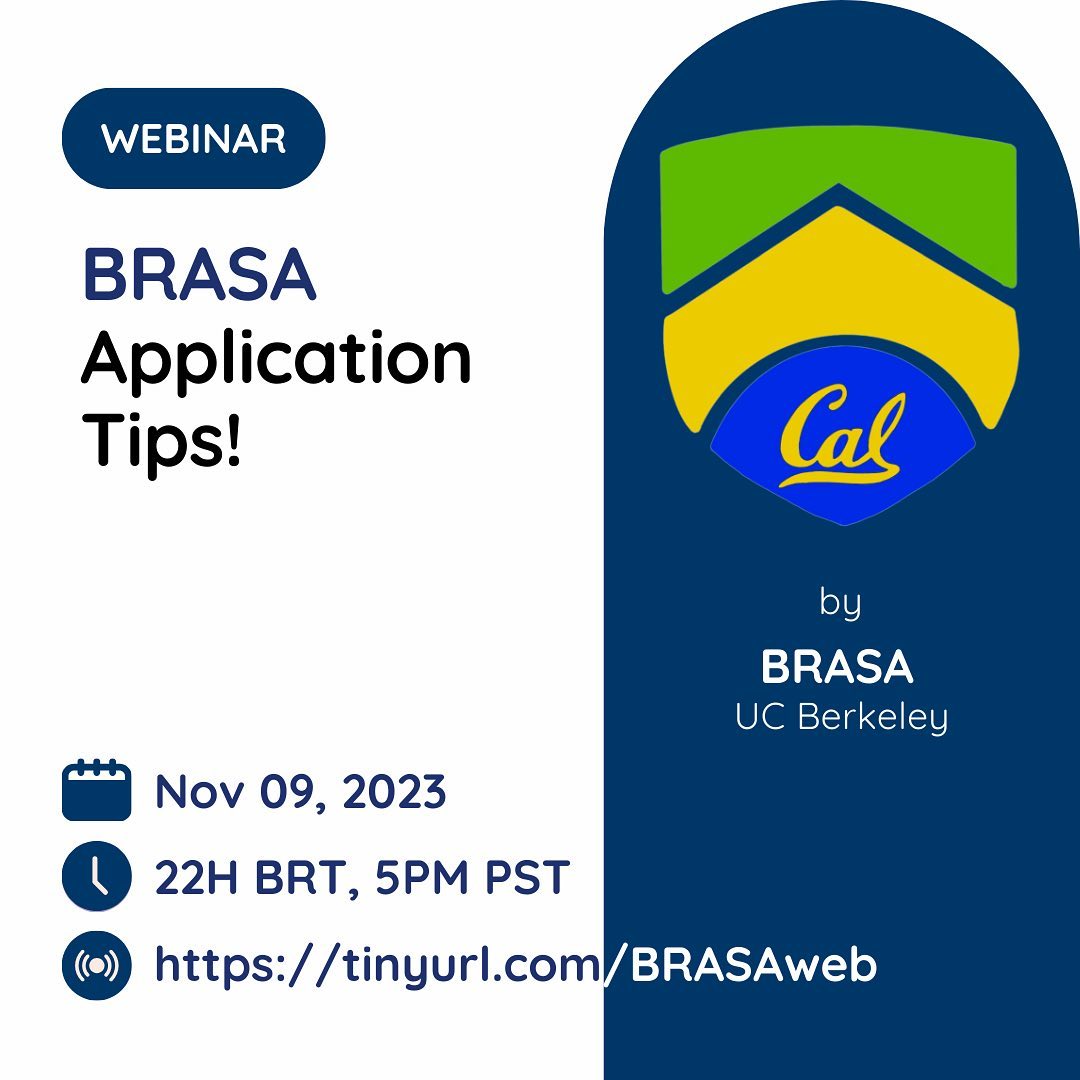 WEBINAR
BRASA
Application
Tips!
Cal
by
BRASA
UC Berkeley
Nov 09, 2023
22H BRT, 5PM PST
https://tinyurl.com/BRASAweb